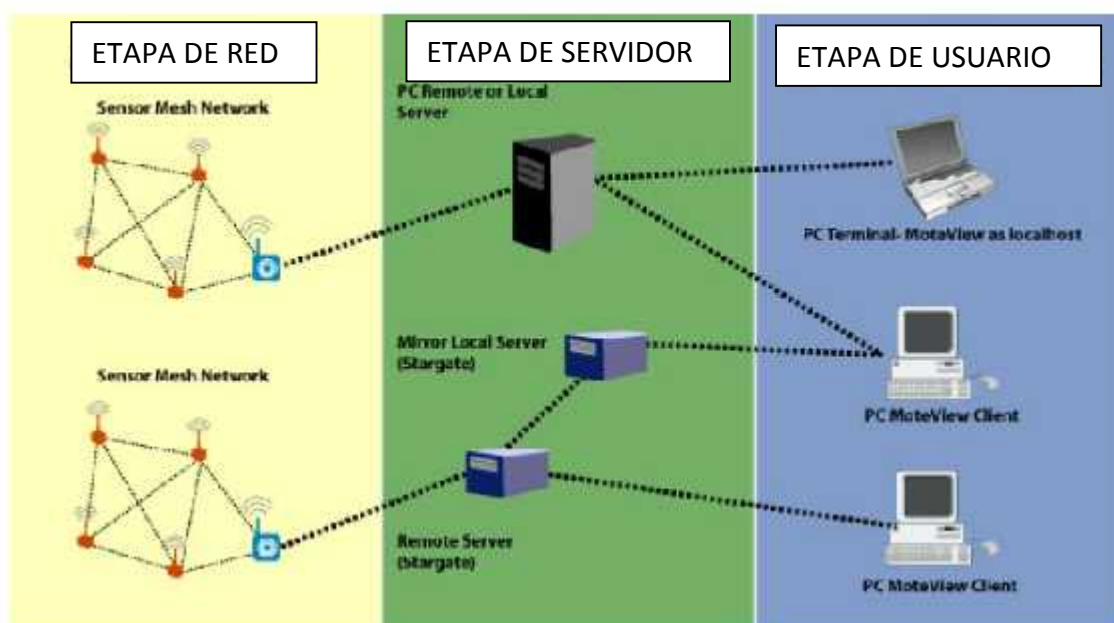 ETAPA DE RED
ETAPA DE SERVIDOR
ETAPA DE USUARIO
Sensor Mesh Network
PC Remote or Local
Server
PC Terminal- MoteView as localhost
Mirror Local Server
(Stargate)
Sensor Mesh Network
PC MoteView Client
Remote Server
(Stargate)
PC MoteView Client